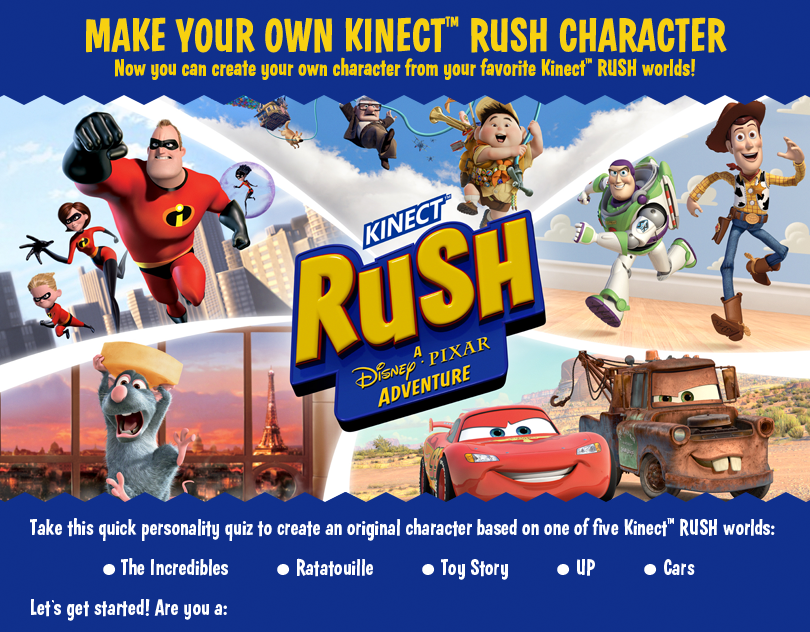 MAKE YOUR OWN KINECT™ RUSH CHARACTER
Now you can create your own character from your favorite Kinect™ RUSH worlds!
KINECT™
RUSH
A
Disney·PIXAR
ADVENTURE
Take this quick personality quiz to create an original character based on one of five Kinect™ RUSH worlds:
● The Incredibles ● Ratatouille ● Toy Story ● UP ● Cars
Let's get started! Are you a: